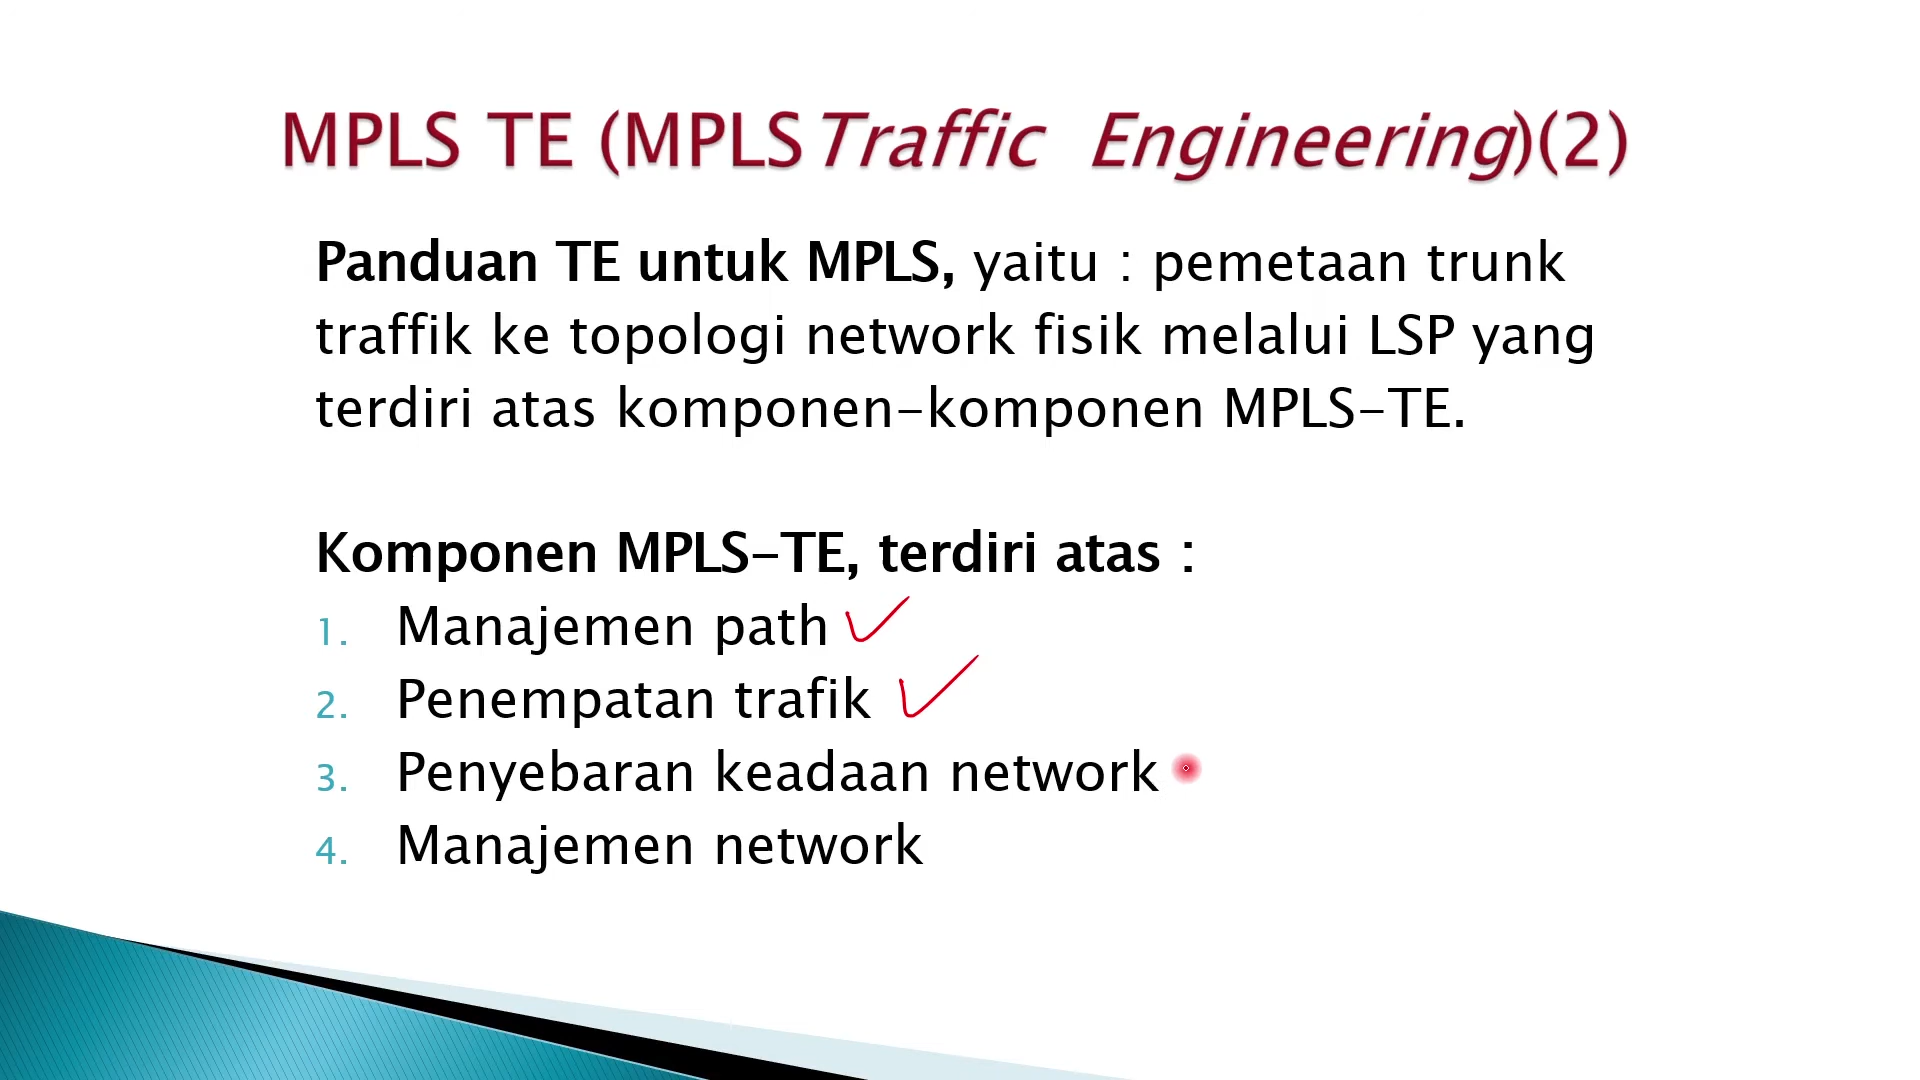 MPLS TE (MPLS Traffic Engineering)(2)
Panduan TE untuk MPLS, yaitu : pemetaan trunk
traffik ke topologi network fisik melalui LSP yang
terdiri atas komponen-komponen MPLS-TE.
Komponen MPLS-TE, terdiri atas :
1. Manajemen path
2. Penempatan trafik
3. Penyebaran keadaan network
4. Manajemen network